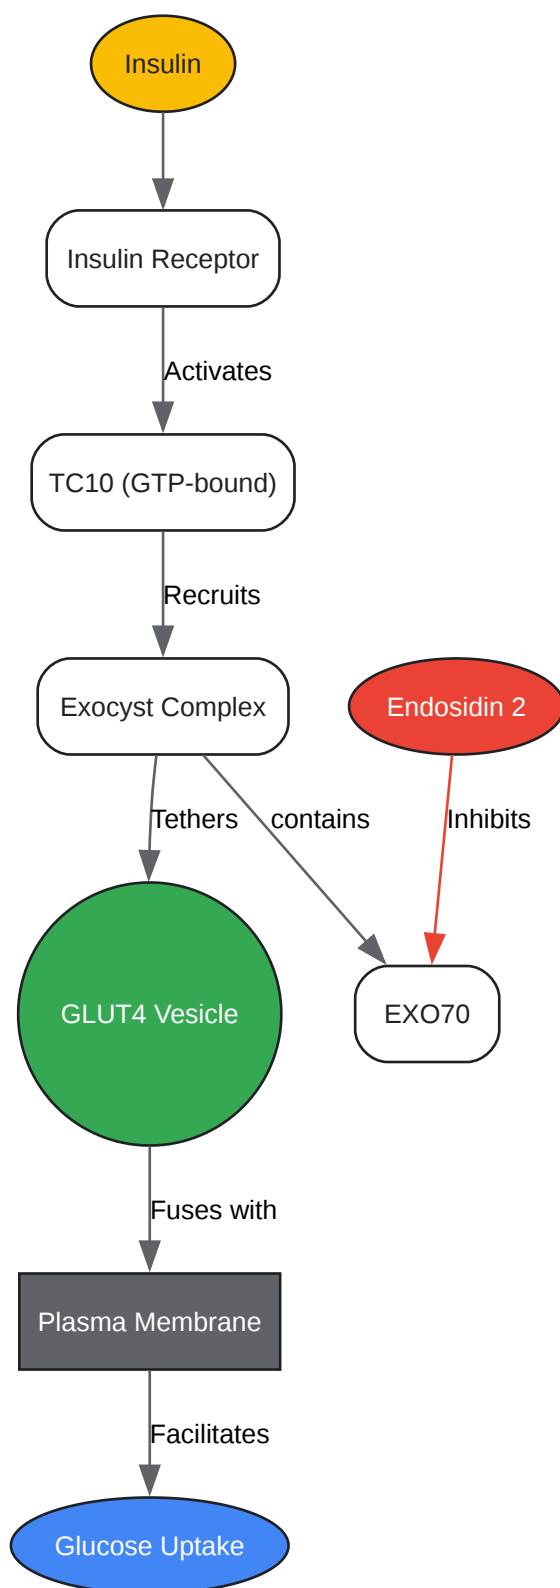 Insulin
Insulin Receptor
Activates
TC10 (GTP-bound)
Recruits
Exocyst Complex
Endosidin 2
Tethers
contains
Inhibits
GLUT4 Vesicle
EXO70
Fuses with
Plasma Membrane
Facilitates
Glucose Uptake